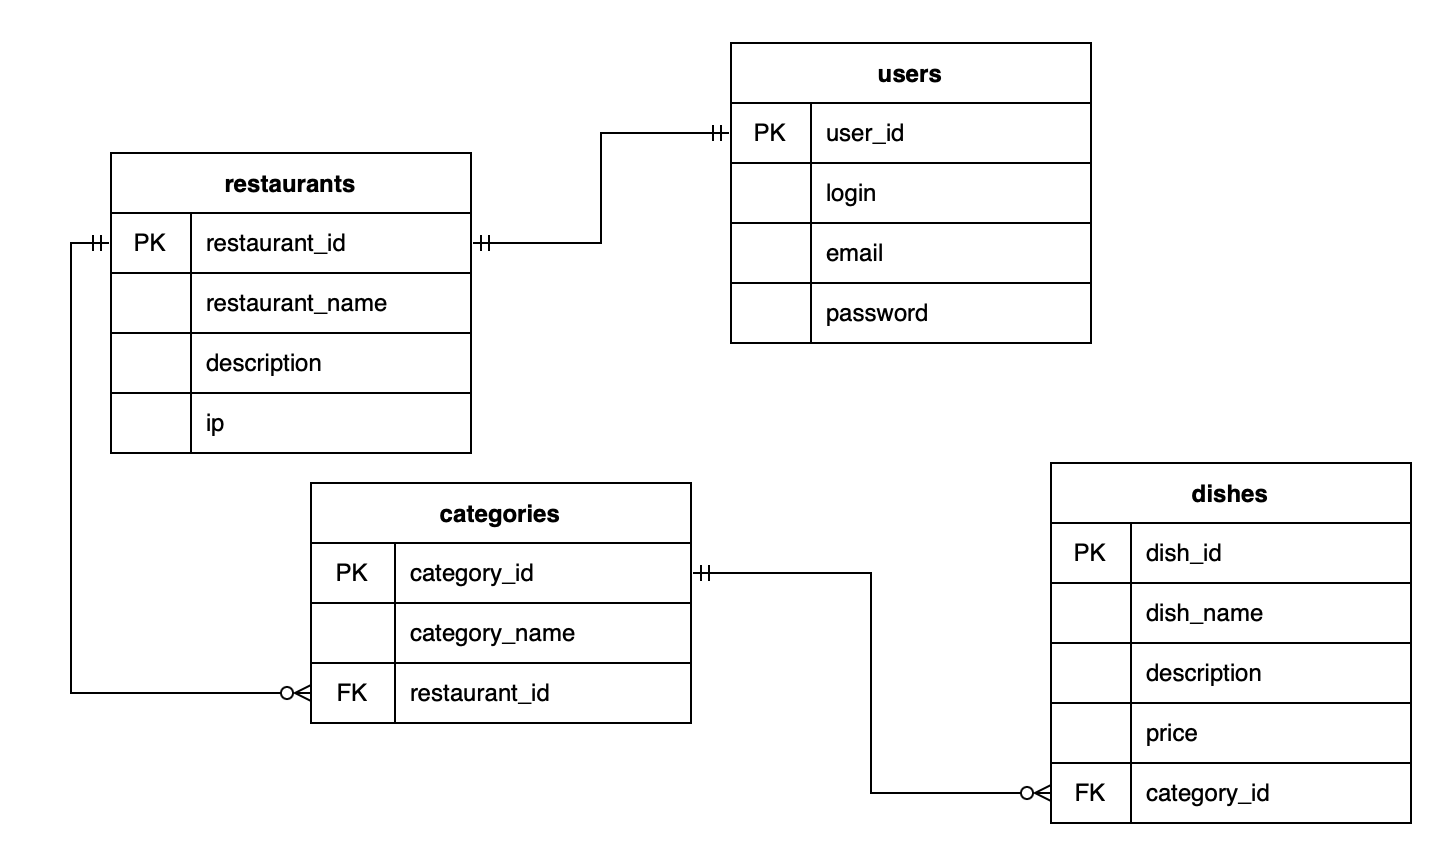 users
PK user_id
login
email
password
restaurants
PK restaurant_id
restaurant_name
description
ip
categories
PK category_id
category_name
FK restaurant_id
dishes
PK dish_id
dish_name
description
price
FK category_id